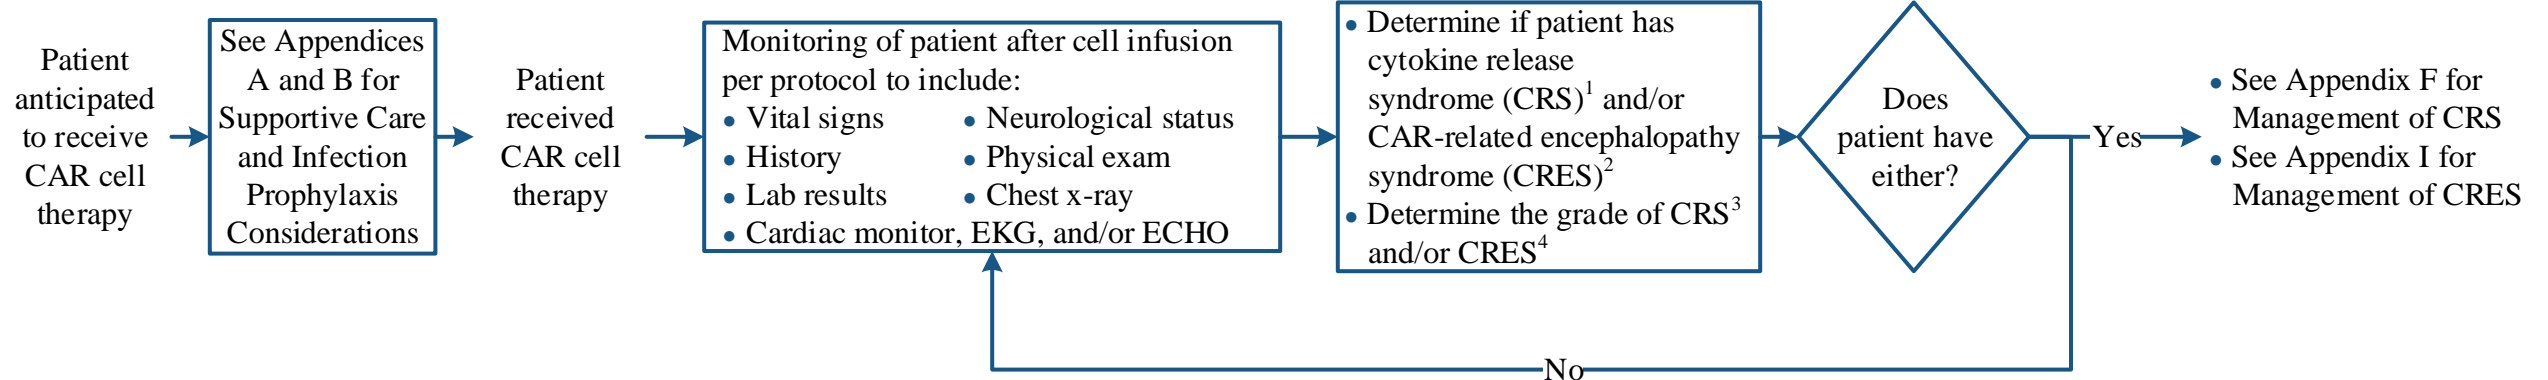 Patient
anticipated
to receive
CAR cell
therapy
See Appendices
A and B for
Supportive Care
and Infection
Prophylaxis
Considerations
Patient
received
CAR cell
therapy
Monitoring of patient after cell infusion
per protocol to include:
• Vital signs
• History
• Lab results
• Neurological status
• Physical exam
• Chest x-ray
• Cardiac monitor, EKG, and/or ECHO
• Determine if patient has
cytokine release
syndrome (CRS)¹ and/or
CAR-related encephalopathy
syndrome (CRES)²
• Determine the grade of CRS³
and/or CRES⁴
Does
patient have
either?
Yes
• See Appendix F for
Management of CRS
• See Appendix I for
Management of CRES
No